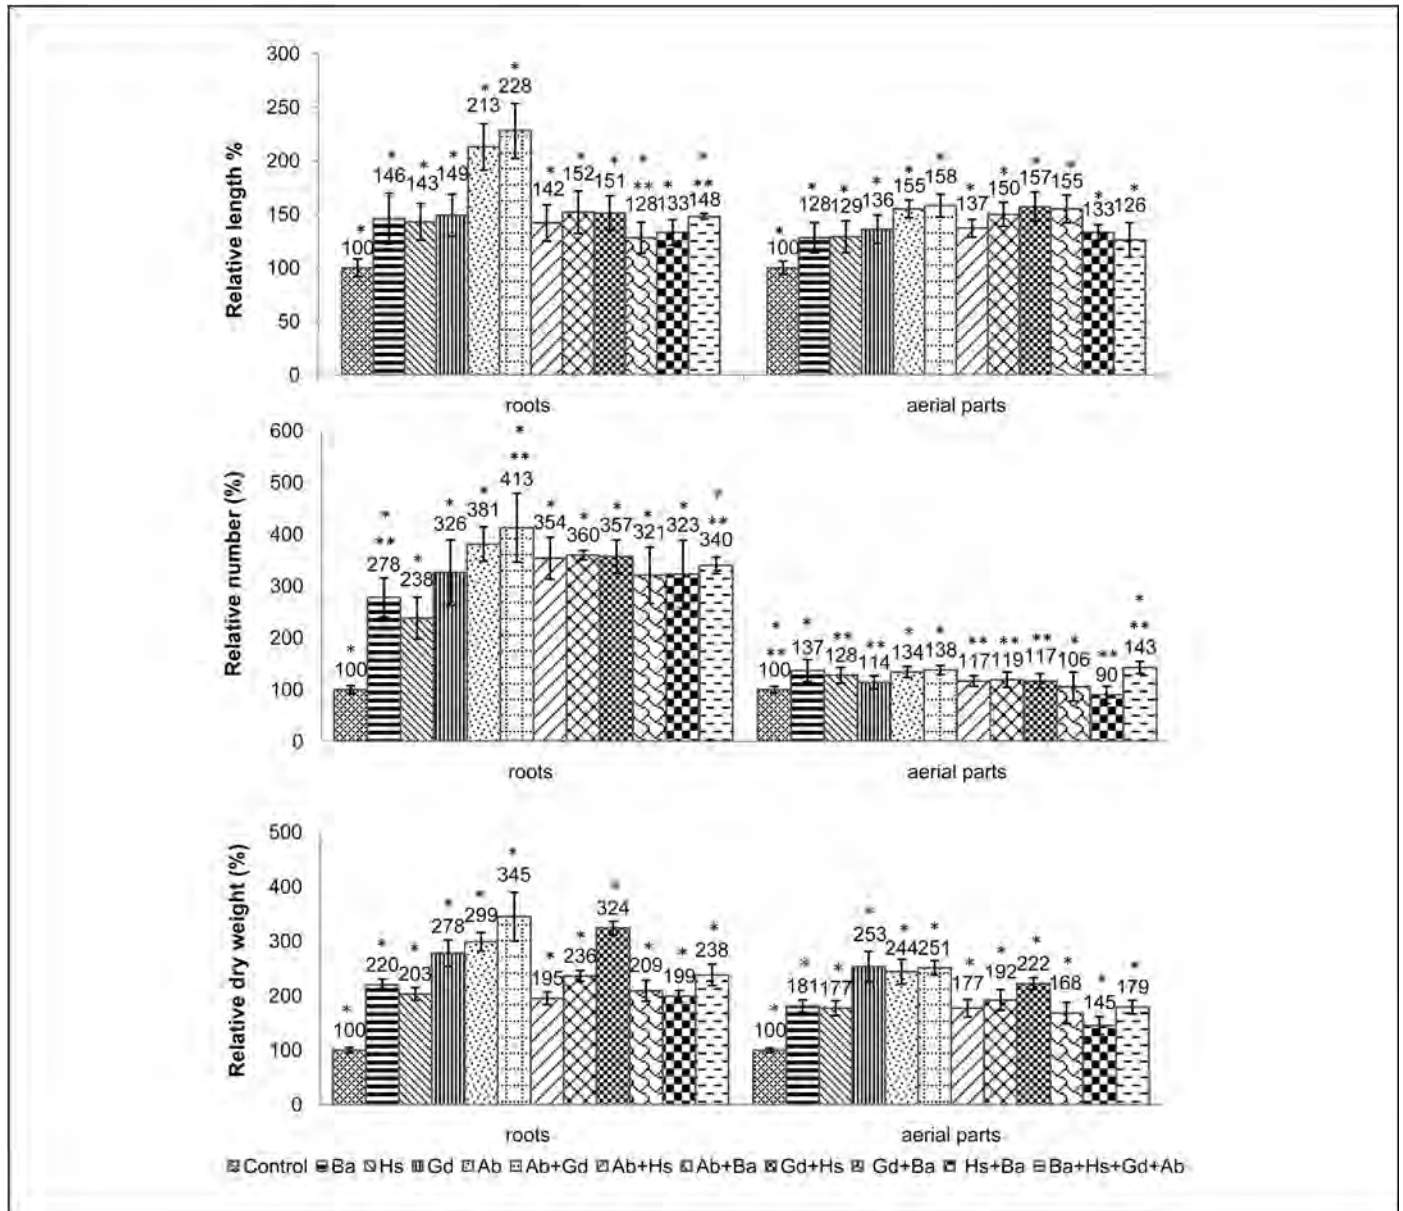 300
250
200
150
100
50
0
Relative length %
* * * * * * * * * * * *
100 146 143 149 213 228 142 152 151 ** 128 133 ** 148
* * * * * * * * * * * *
100 128 129 136 155 158 137 150 157 155 133 126
roots aerial parts
600
500
400
300
200
100
0
Relative number (%)
* * * * * * * * * * * *
100 ** 278 238 326 381 ** 413 354 360 357 321 323 ** 340
* * ** ** * * ** ** ** * ** *
** 100 137 128 114 134 138 117 119 117 106 90 ** 143
roots aerial parts
500
400
300
200
100
0
Relative dry weight (%)
* * * * * * * * * * * *
100 220 203 278 299 345 195 236 324 209 199 238
* * * * * * * * * * * *
100 181 177 253 244 251 177 192 222 168 145 179
roots aerial parts
Control Ba Hs Gd Ab Ab+Gd Ab+Hs Ab+Ba Gd+Hs Gd+Ba Hs+Ba Ba+Hs+Gd+Ab